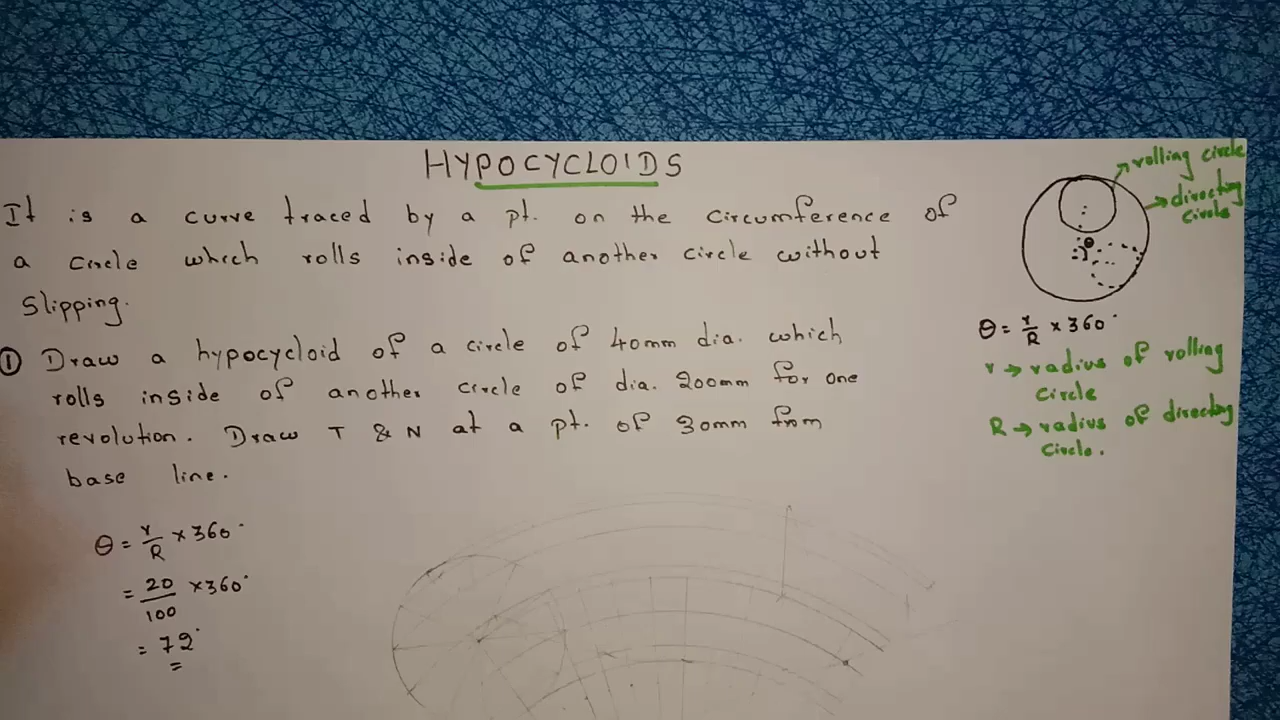 HYPOCYCLOIDS
It is a curve traced by a pt. on the circumference of
a circle which rolls inside of another circle without
slipping.
① Draw a hypocycloid of a circle of 40mm dia. which
rolls inside of another circle of dia. 200mm for one
revolution. Draw T & N at a pt. of 30mm from
base line.
θ = r/R × 360°
= 20/100 × 360°
= 72°
rolling circle
directing
circle
θ = r/R × 360°
r → radius of rolling
circle
R → radius of directing
circle.